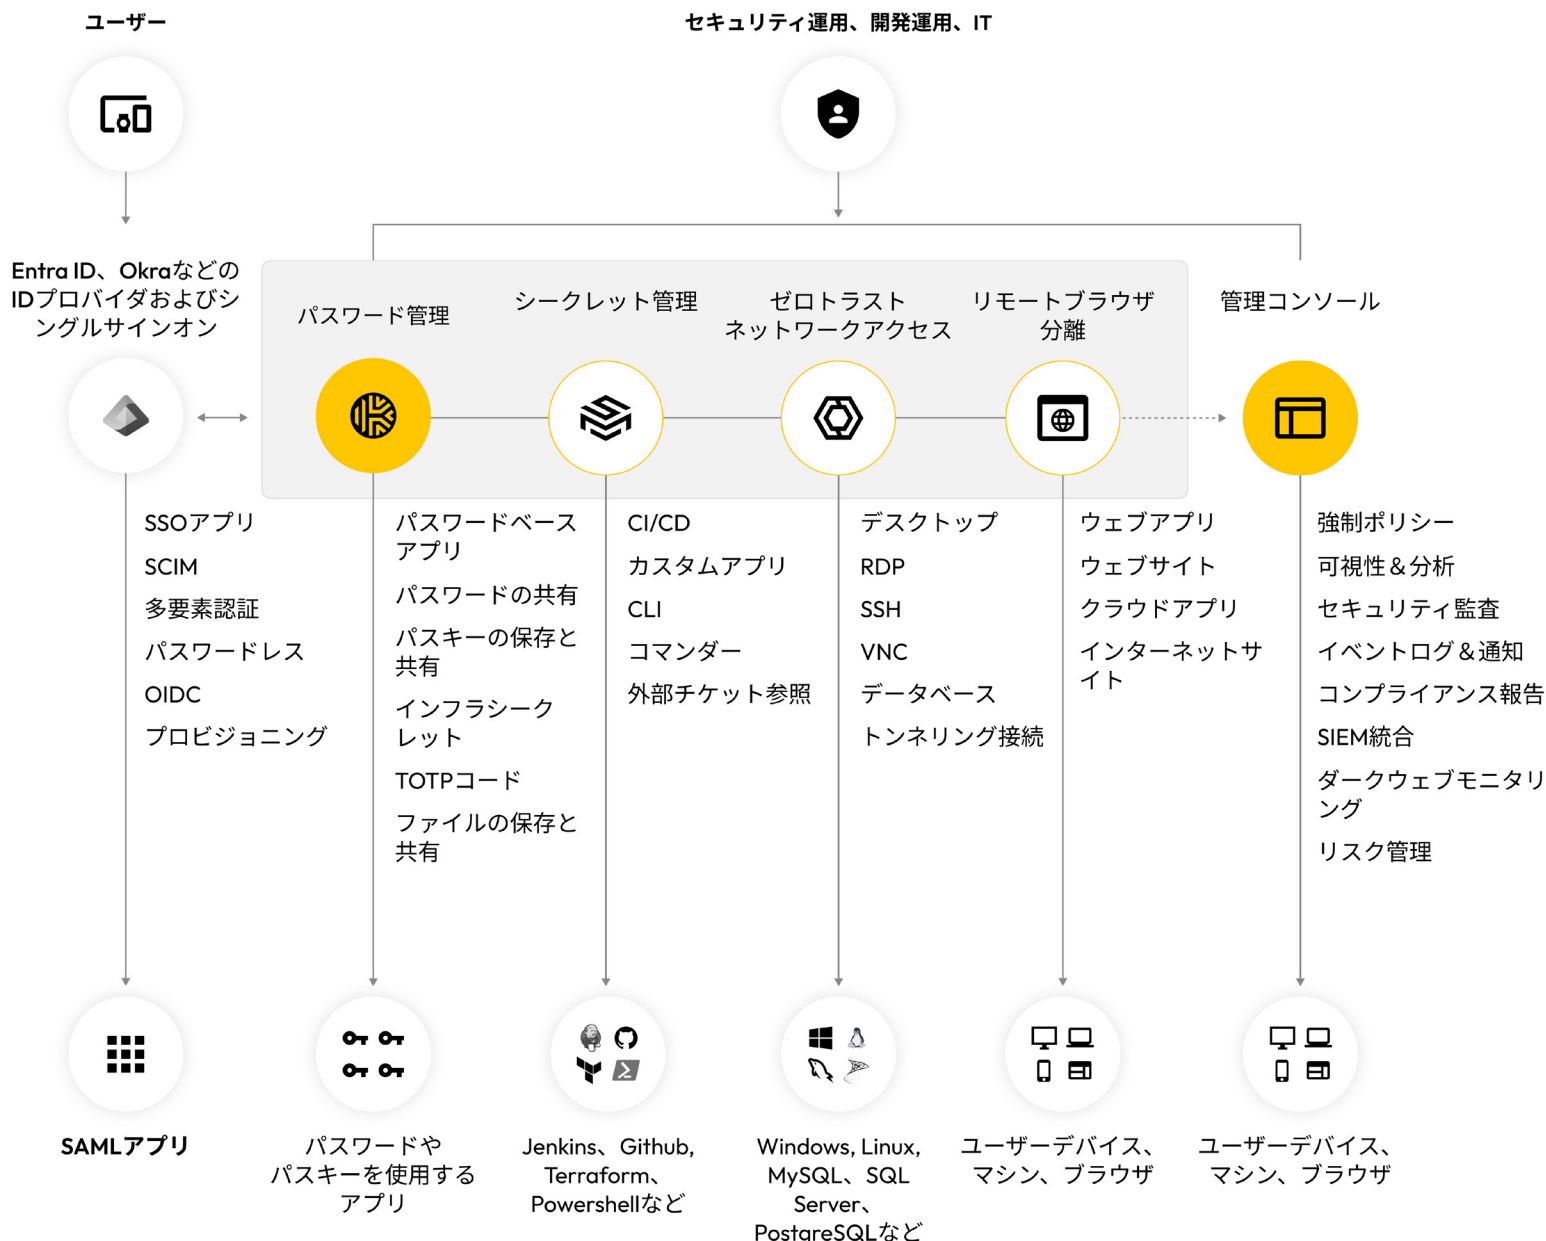 ユーザー
セキュリティ運用、開発運用、IT
Entra ID、Okraなどの
IDプロバイダおよびシ
ングルサインオン
パスワード管理
シークレット管理
ゼロトラスト
ネットワークアクセス
リモートブラウザ
分離
管理コンソール
SSOアプリ
SCIM
多要素認証
パスワードレス
OIDC
プロビジョニング
パスワードベース
アプリ
パスワードの共有
パスキーの保存と
共有
インフラシーク
レット
TOTPコード
ファイルの保存と
共有
CI/CD
カスタムアプリ
CLI
コマンダー
外部チケット参照
デスクトップ
RDP
SSH
VNC
データベース
トンネリング接続
ウェブアプリ
ウェブサイト
クラウドアプリ
インターネットサ
イト
強制ポリシー
可視性＆分析
セキュリティ監査
イベントログ＆通知
コンプライアンス報告
SIEM統合
ダークウェブモニタリ
ング
リスク管理
SAMLアプリ
パスワードや
パスキーを使用する
アプリ
Jenkins、Github,
Terraform、
Powershellなど
Windows, Linux,
MySQL、SQL
Server、
PostgreSQLなど
ユーザーデバイス、
マシン、ブラウザ
ユーザーデバイス、
マシン、ブラウザ